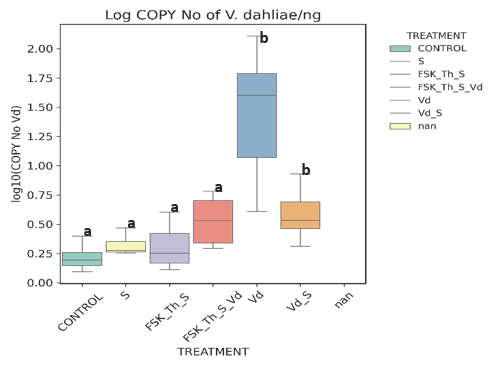 Log COPY No of V. dahliae/ng
log10(COPY No Vd)
2.00
1.75
1.50
1.25
1.00
0.75
0.50
0.25
0.00
a
a
a
a
b
b
CONTROL
S
FSK_Th_S
FSK_Th_S_Vd
Vd
Vd_S
nan
TREATMENT
TREATMENT
CONTROL
S
FSK_Th_S
FSK_Th_S_Vd
Vd
Vd_S
nan